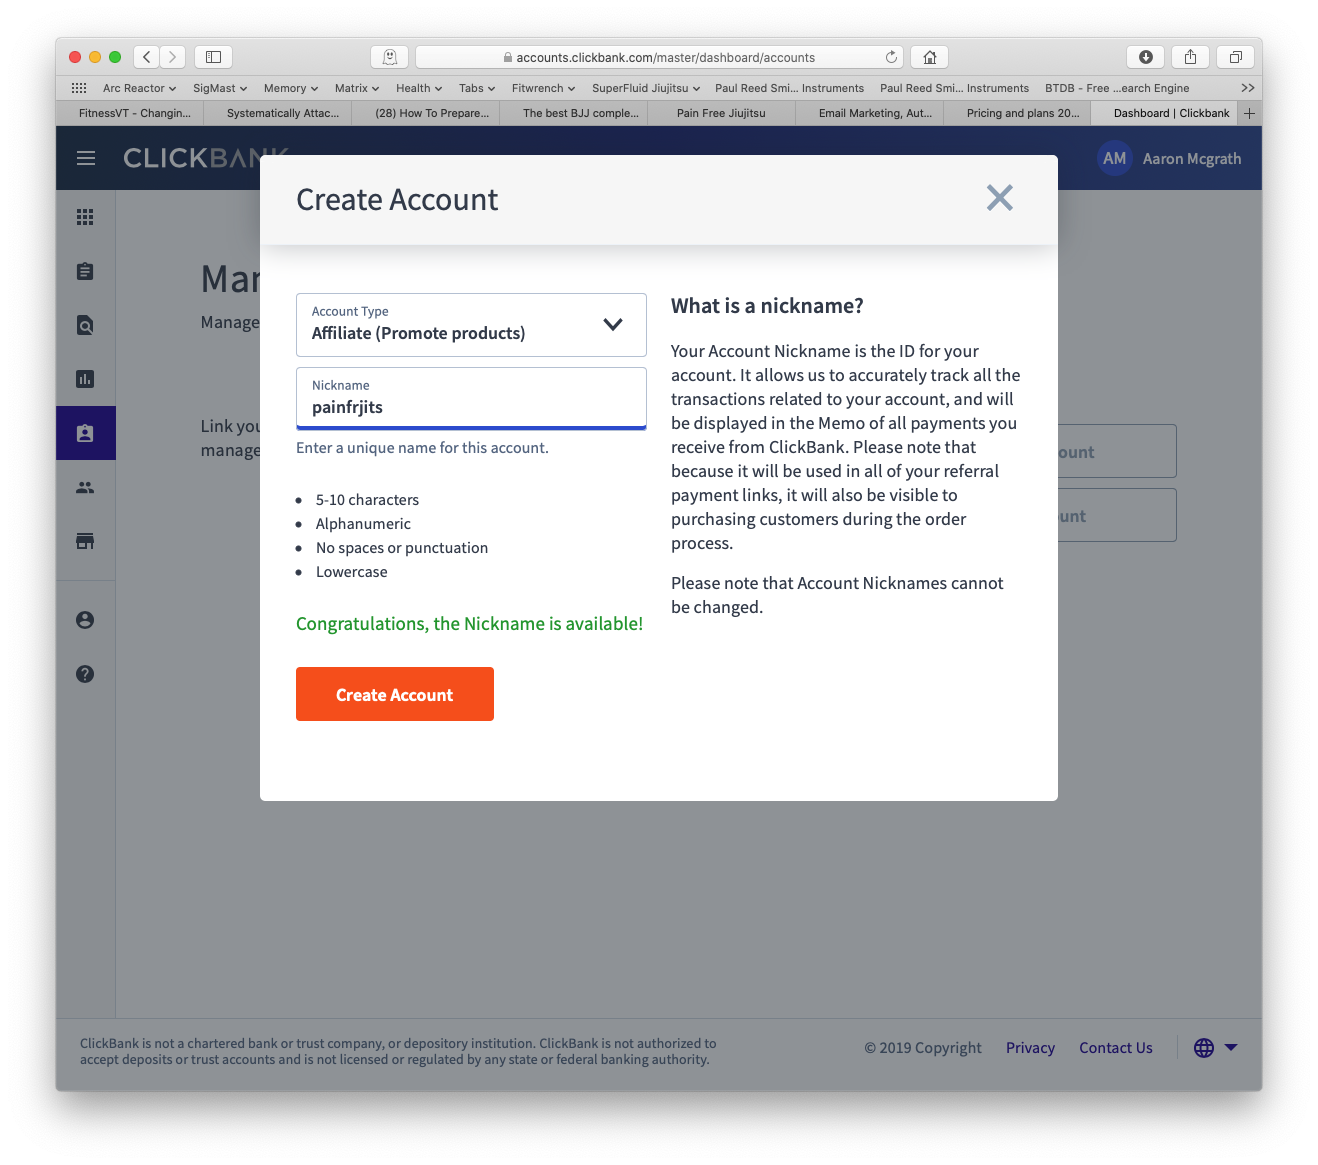 accounts.clickbank.com/master/dashboard/accounts
Arc Reactor SigMast Memory Matrix Health Tabs Fitwrench SuperFluid Jiujitsu Paul Reed Smi... Instruments Paul Reed Smi... Instruments BTDB - Free ...earch Engine
FitnessVT - Changin... Systematically Attac... (28) How To Prepare... The best BJJ comple... Pain Free Jiujitsu Email Marketing, Aut... Pricing and plans 20... Dashboard | Clickbank
CLICKBANK
AM Aaron Mcgrath
Create Account
Man
Manage
Account Type
Affiliate (Promote products)
Nickname
painfrjits
Enter a unique name for this account.
5-10 characters
Alphanumeric
No spaces or punctuation
Lowercase
Congratulations, the Nickname is available!
Create Account
What is a nickname?
Your Account Nickname is the ID for your
account. It allows us to accurately track all the
transactions related to your account, and will
be displayed in the Memo of all payments you
receive from ClickBank. Please note that
because it will be used in all of your referral
payment links, it will also be visible to
purchasing customers during the order
process.
Please note that Account Nicknames cannot
be changed.
Link you
manage
ount
unt
ClickBank is not a chartered bank or trust company, or depository institution. ClickBank is not authorized to
accept deposits or trust accounts and is not licensed or regulated by any state or federal banking authority.
© 2019 Copyright Privacy Contact Us